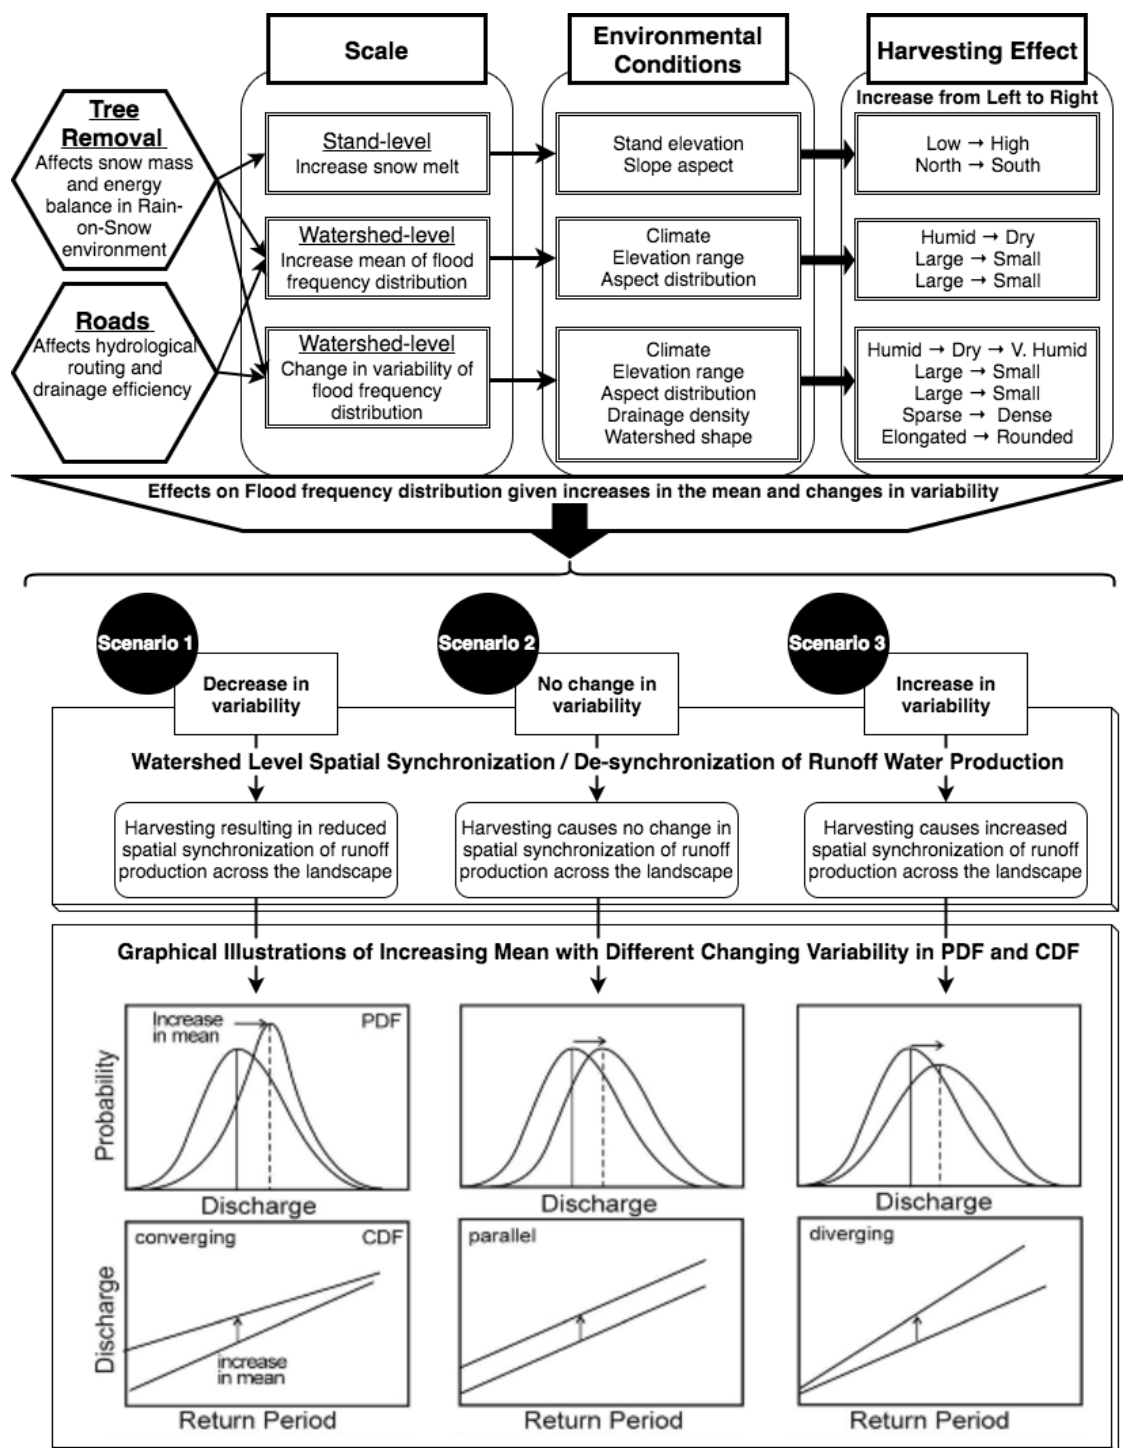 Scale
Environmental
Conditions
Harvesting Effect
Increase from Left to Right
Tree
Removal
Affects snow mass
and energy
balance in Rain-
on-Snow
environment
Roads
Affects hydrological
routing and
drainage efficiency
Stand-level
Increase snow melt
Stand elevation
Slope aspect
Low → High
North → South
Watershed-level
Increase mean of flood
frequency distribution
Climate
Elevation range
Aspect distribution
Humid → Dry
Large → Small
Large → Small
Watershed-level
Change in variability of
flood frequency
distribution
Climate
Elevation range
Aspect distribution
Drainage density
Watershed shape
Humid → Dry → V. Humid
Large → Small
Large → Small
Sparse → Dense
Elongated → Rounded
Effects on Flood frequency distribution given increases in the mean and changes in variability
Scenario 1
Decrease in
variability
Scenario 2
No change in
variability
Scenario 3
Increase in
variability
Watershed Level Spatial Synchronization / De-synchronization of Runoff Water Production
Harvesting resulting in reduced
spatial synchronization of runoff
production across the landscape
Harvesting causes no change in
spatial synchronization of runoff
production across the landscape
Harvesting causes increased
spatial synchronization of runoff
production across the landscape
Graphical Illustrations of Increasing Mean with Different Changing Variability in PDF and CDF
Probability
Increase
in mean
PDF
Discharge
Discharge
Discharge
Discharge
converging
CDF
increase
in mean
parallel
diverging
Return Period
Return Period
Return Period